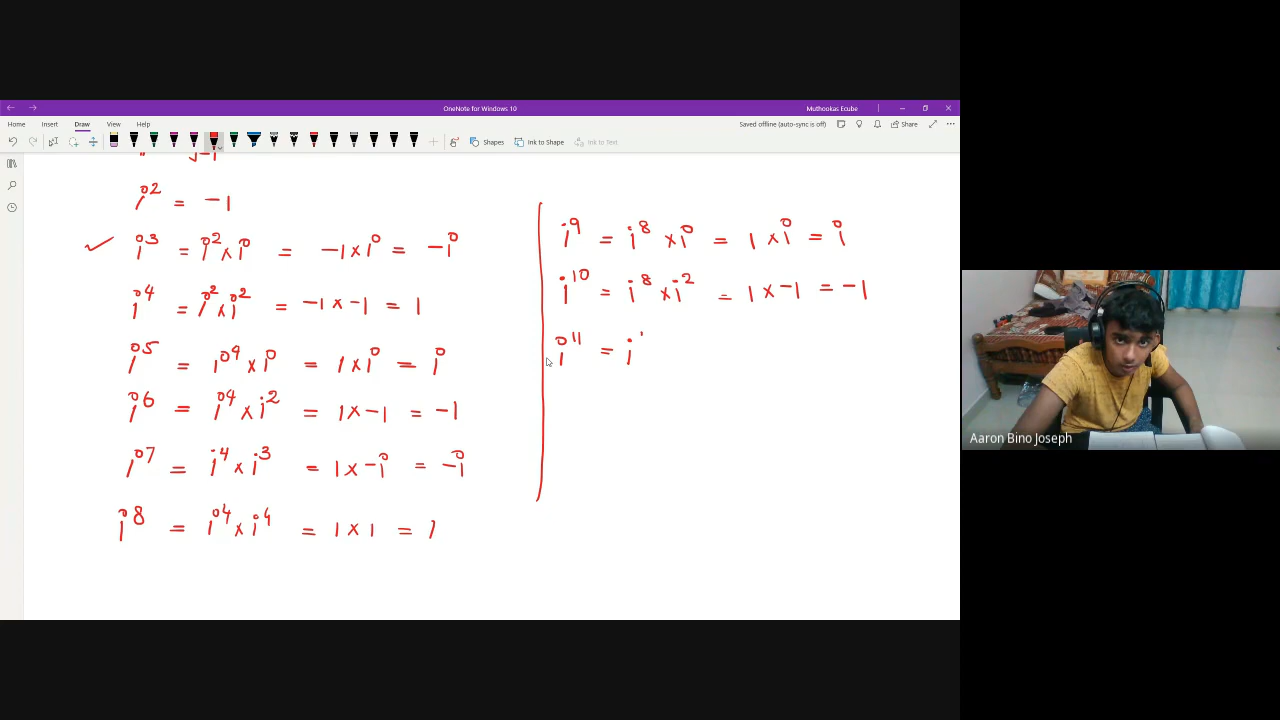 OneNote for Windows 10
Muthookas Ecube
Home Insert Draw View Help
Saved offline (auto-sync is off)
Share
Shapes
Ink to Shape
Ink to Text
i² = -1
i³ = i² × i = -1 × i = -i
i⁴ = i² × i² = -1 × -1 = 1
i⁵ = i⁴ × i = 1 × i = i
i⁶ = i⁴ × i² = 1 × -1 = -1
i⁷ = i⁴ × i³ = 1 × -i = -i
i⁸ = i⁴ × i⁴ = 1 × 1 = 1
i⁹ = i⁸ × i = 1 × i = i
i¹⁰ = i⁸ × i² = 1 × -1 = -1
i¹¹ = i
Aaron Bino Joseph